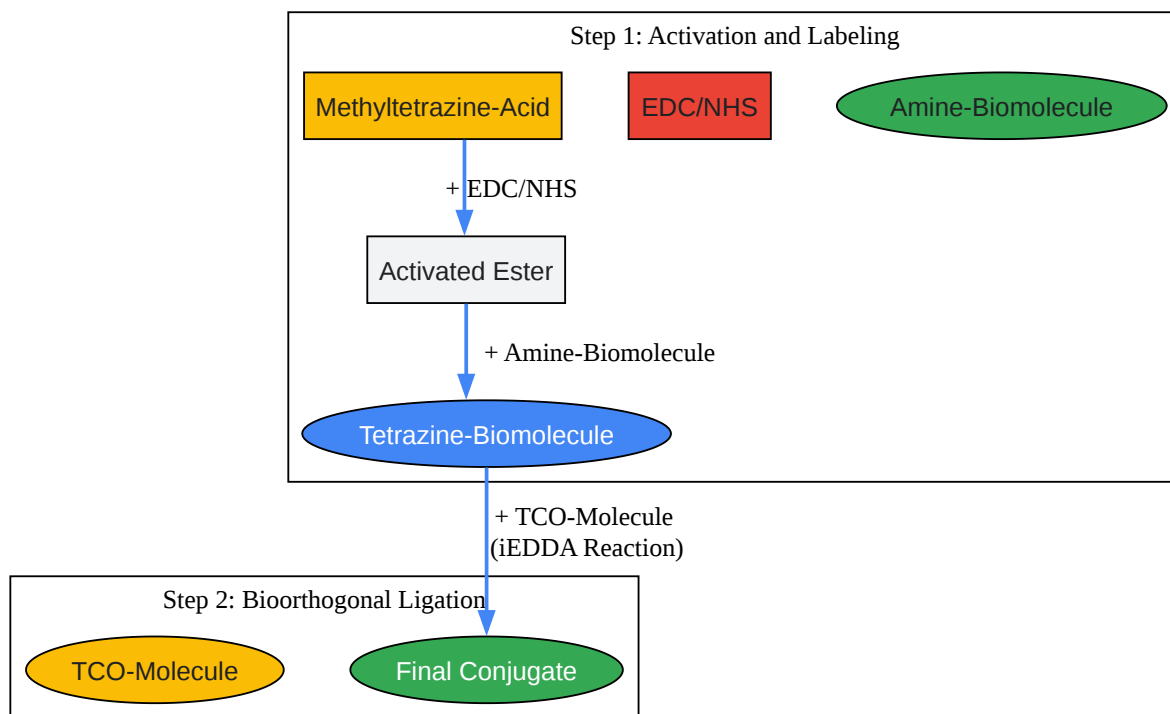 Step 1: Activation and Labeling
Methyltetrazine-Acid
EDC/NHS
Amine-Biomolecule
+ EDC/NHS
Activated Ester
+ Amine-Biomolecule
Tetrazine-Biomolecule
+ TCO-Molecule
(iEDDA Reaction)
Step 2: Bioorthogonal Ligation
TCO-Molecule
Final Conjugate